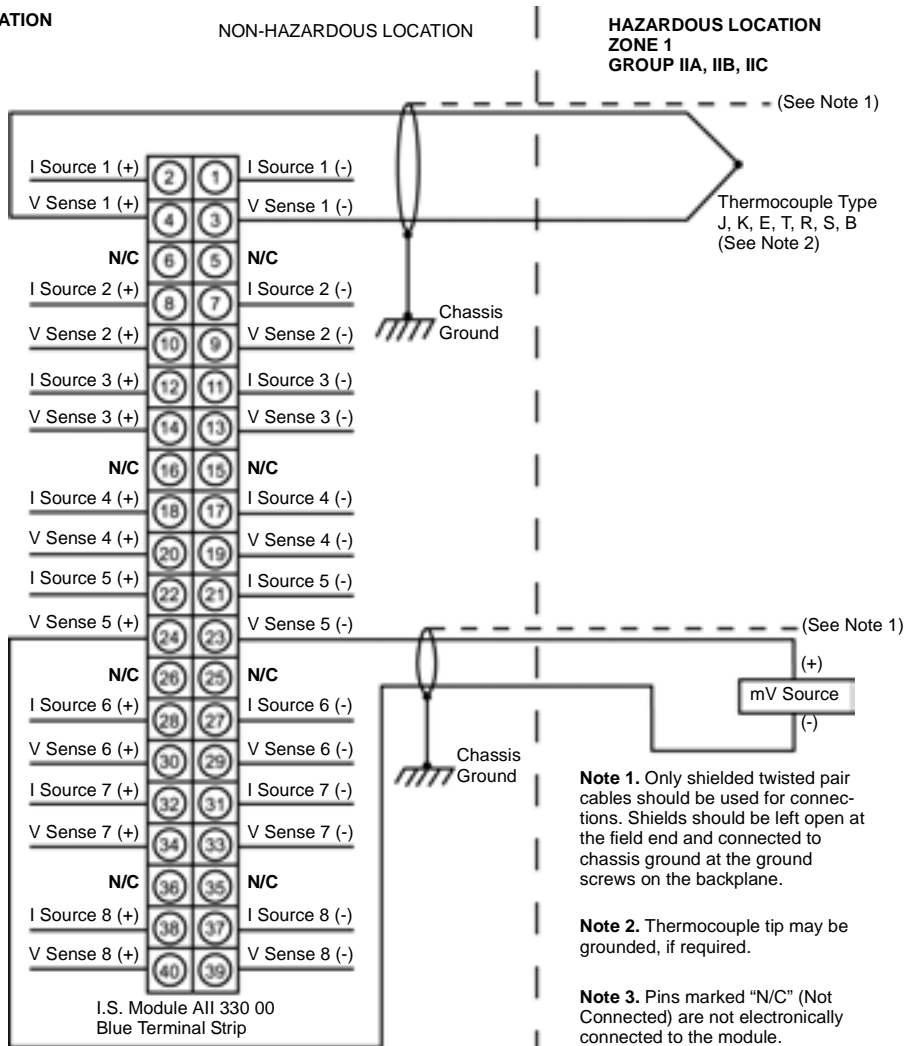 ATION
NON-HAZARDOUS LOCATION
HAZARDOUS LOCATION
ZONE 1
GROUP IIA, IIB, IIC
(See Note 1)
I Source 1 (+) 2 1 I Source 1 (-)
V Sense 1 (+) 4 3 V Sense 1 (-)
Thermocouple Type
J, K, E, T, R, S, B
(See Note 2)
N/C 6 5 N/C
I Source 2 (+) 8 7 I Source 2 (-)
Chassis
Ground
V Sense 2 (+) 10 9 V Sense 2 (-)
I Source 3 (+) 12 11 I Source 3 (-)
V Sense 3 (+) 14 13 V Sense 3 (-)
N/C 16 15 N/C
I Source 4 (+) 18 17 I Source 4 (-)
V Sense 4 (+) 20 19 V Sense 4 (-)
I Source 5 (+) 22 21 I Source 5 (-)
V Sense 5 (+) 24 23 V Sense 5 (-)
(See Note 1)
N/C 26 25 N/C
(+)
mV Source
(-)
I Source 6 (+) 28 27 I Source 6 (-)
V Sense 6 (+) 30 29 V Sense 6 (-)
Chassis
Ground
I Source 7 (+) 32 31 I Source 7 (-)
V Sense 7 (+) 34 33 V Sense 7 (-)
N/C 36 35 N/C
I Source 8 (+) 38 37 I Source 8 (-)
V Sense 8 (+) 40 39 V Sense 8 (-)
I.S. Module AII 330 00
Blue Terminal Strip
Note 1. Only shielded twisted pair
cables should be used for connec-
tions. Shields should be left open at
the field end and connected to
chassis ground at the ground
screws on the backplane.
Note 2. Thermocouple tip may be
grounded, if required.
Note 3. Pins marked “N/C” (Not
Connected) are not electronically
connected to the module.